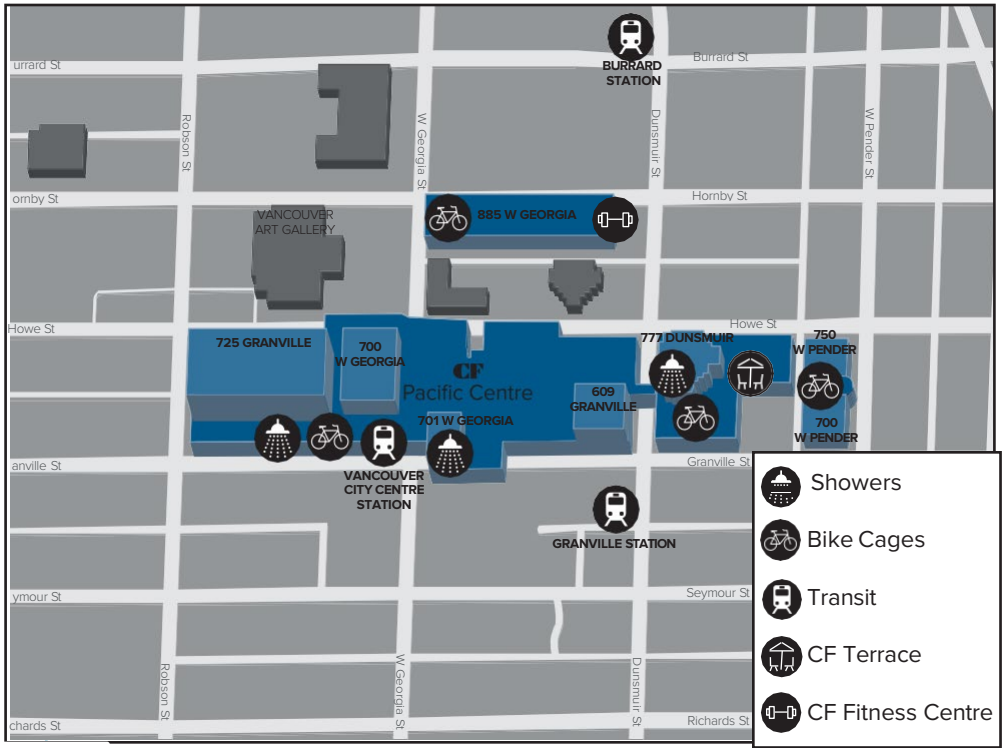 BURRARD
STATION
urrard St
Burrard St
Robson St
W Georgia St
Dunsmuir St
W Pender St
ornby St
Hornby St
VANCOUVER
ART GALLERY
885 W GEORGIA
Howe St
Howe St
725 GRANVILLE
700
W GEORGIA
777 DUNSMUIR
750
W PENDER
CF
Pacific Centre
609
GRANVILLE
701 W GEORGIA
700
W PENDER
anville St
Granville St
VANCOUVER
CITY CENTRE
STATION
GRANVILLE STATION
ymour St
Seymour St
Robson St
W Georgia St
Dunsmuir St
chards St
Richards St
Showers
Bike Cages
Transit
CF Terrace
CF Fitness Centre